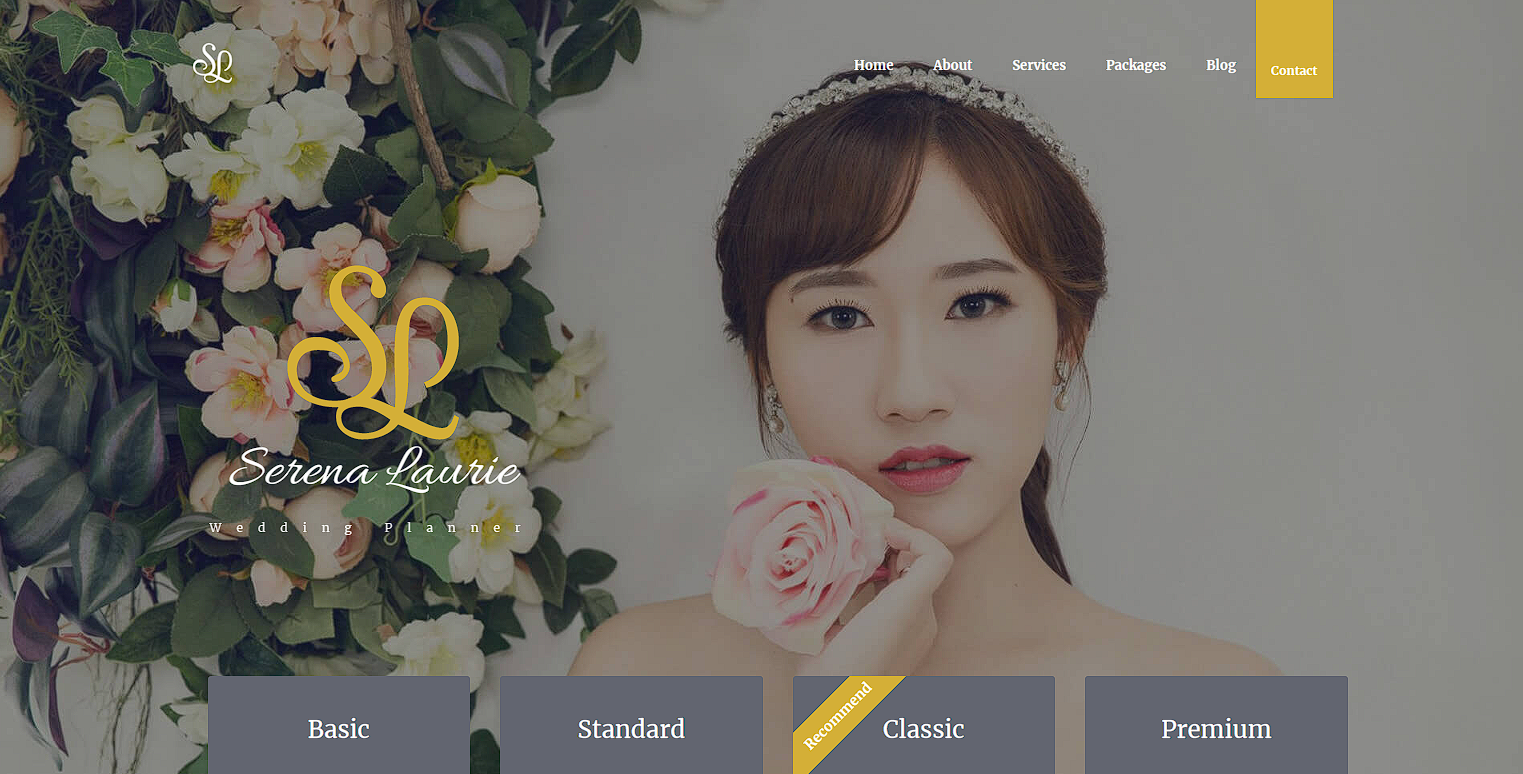 SL
Home About Services Packages Blog Contact
SL
Serena Laurie
Wedding Planner
Basic Standard Recommend Classic Premium